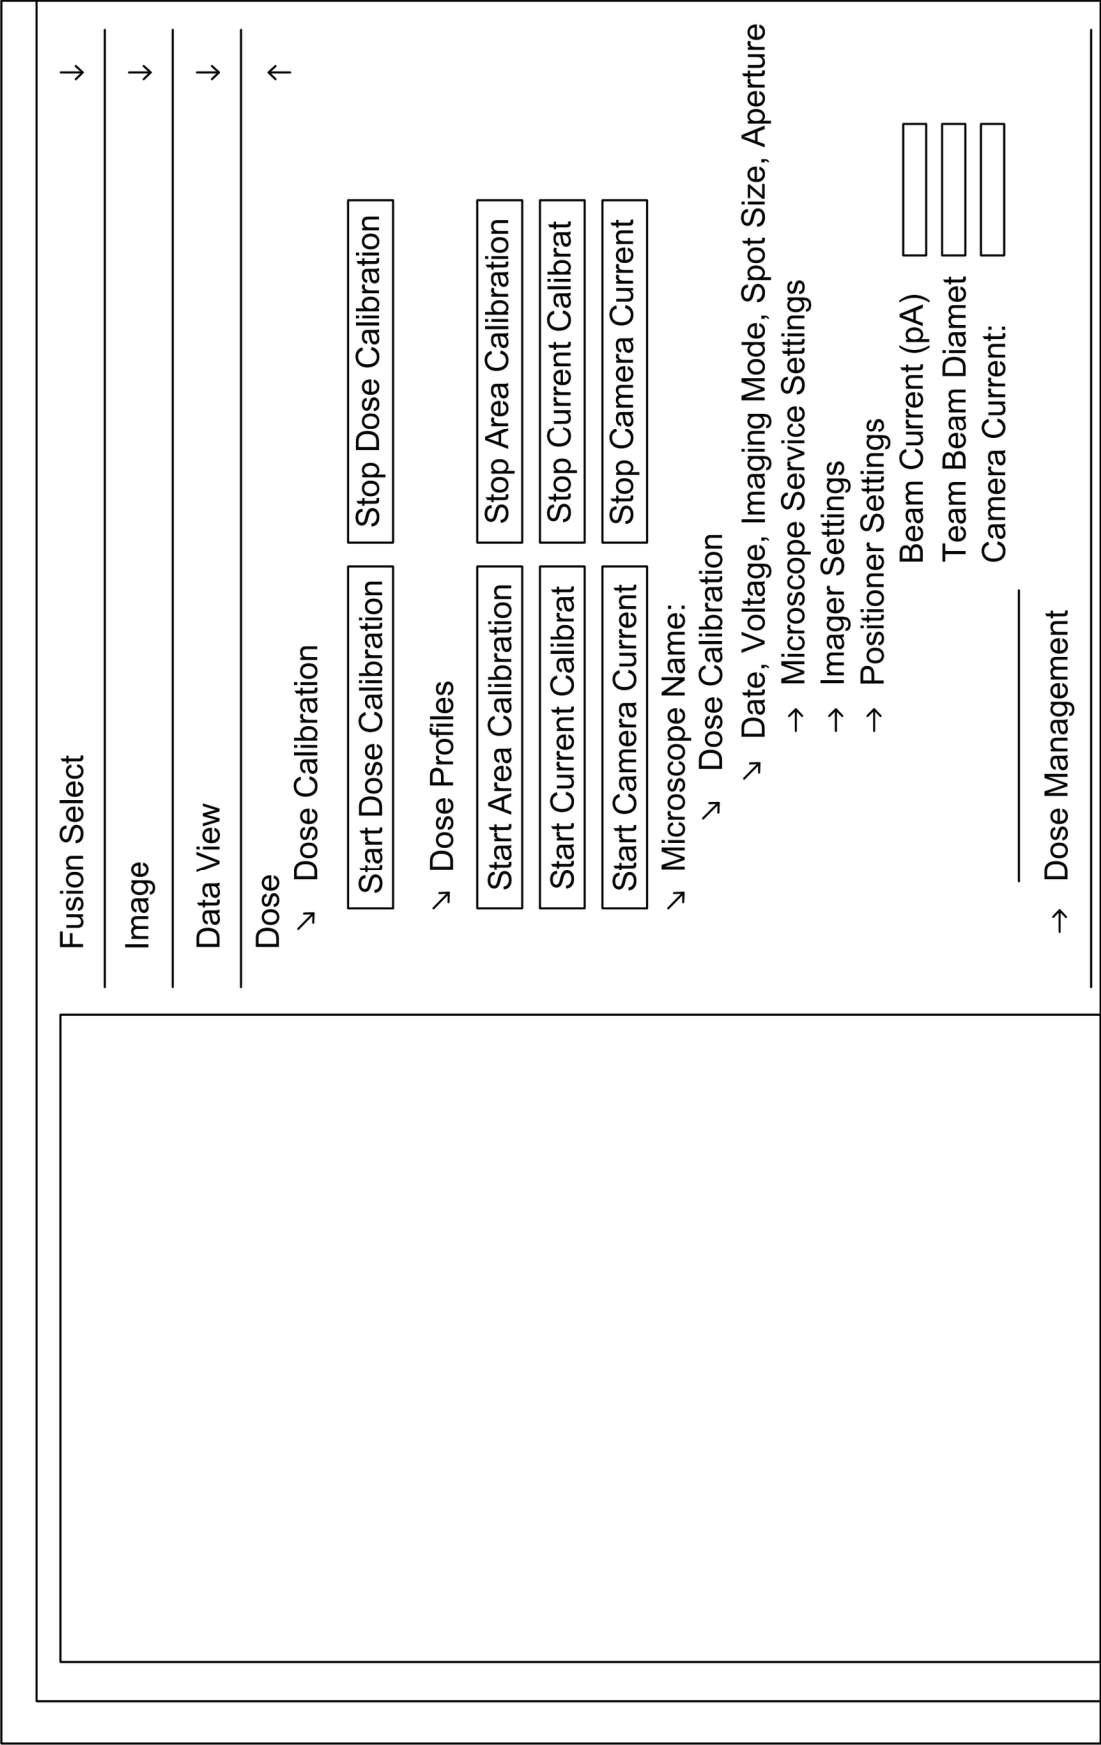 Fusion Select ↓
Image ↓
Data View ↓
Dose ↑
↘ Dose Calibration
Start Dose Calibration Stop Dose Calibration
↘ Dose Profiles
Start Area Calibration Stop Area Calibration
Start Current Calibrat Stop Current Calibrat
Start Camera Current Stop Camera Current
↘ Microscope Name:
↘ Dose Calibration
↘ Date, Voltage, Imaging Mode, Spot Size, Aperture
→ Microscope Service Settings
→ Imager Settings
→ Positioner Settings
Beam Current (pA)
Team Beam Diamet
Camera Current:
→ Dose Management